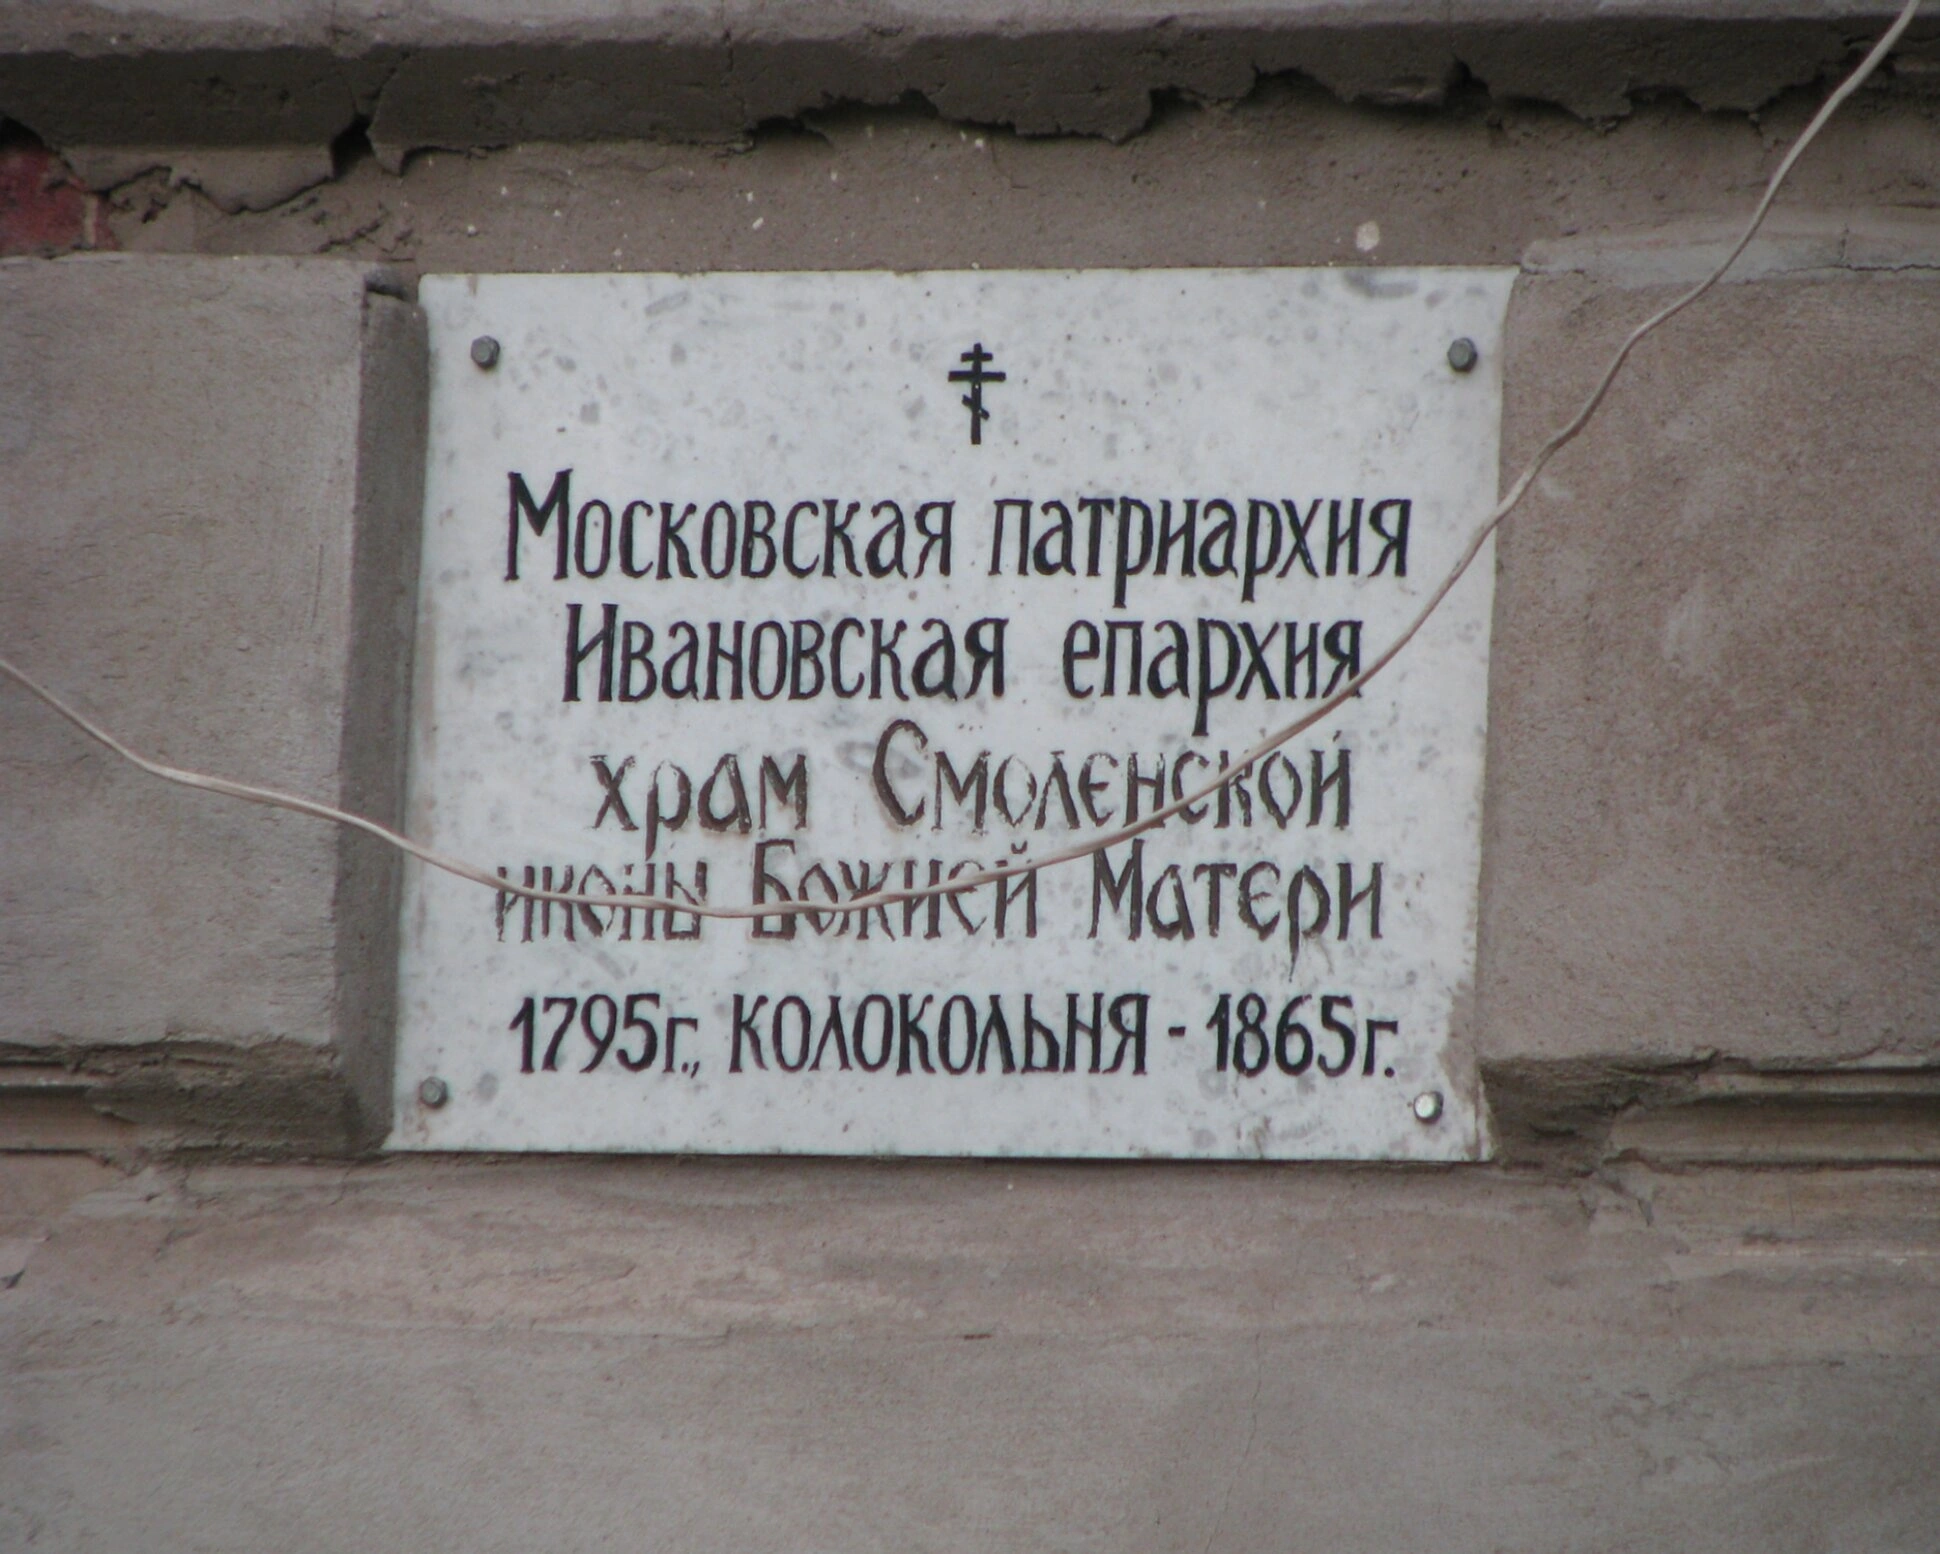 Московская патриархия
Ивановская епархия
храм Смоленской
иконы Божией Матери
1795г., колокольня - 1865г.